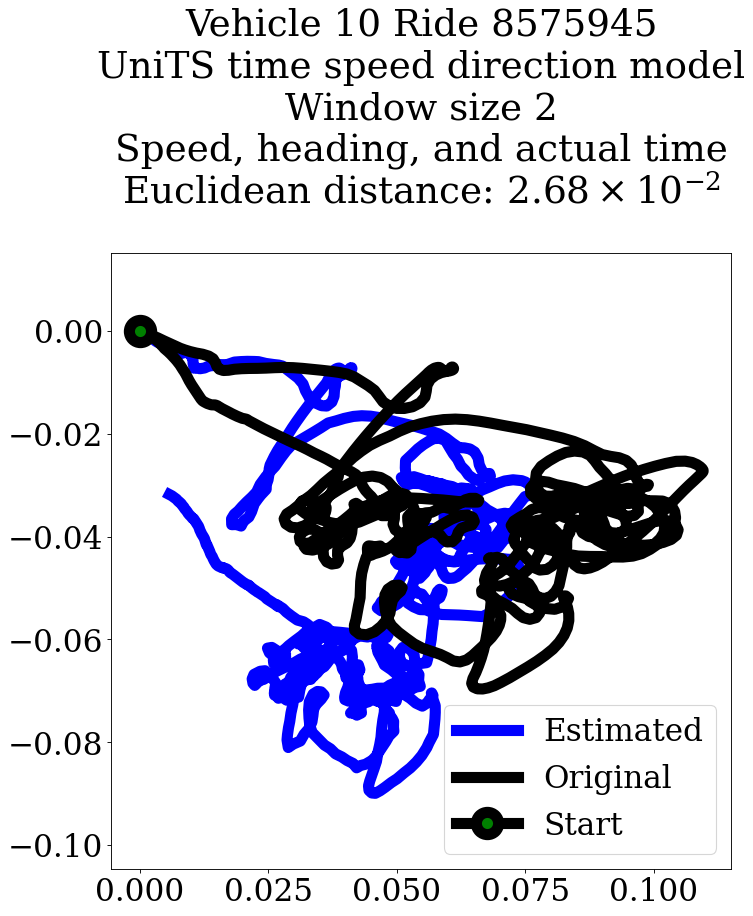 Vehicle 10 Ride 8575945
UniTS time speed direction model
Window size 2
Speed, heading, and actual time
Euclidean distance: 2.68 × 10⁻²
0.00
−0.02
−0.04
−0.06
−0.08
−0.10
Estimated
Original
Start
0.000 0.025 0.050 0.075 0.100